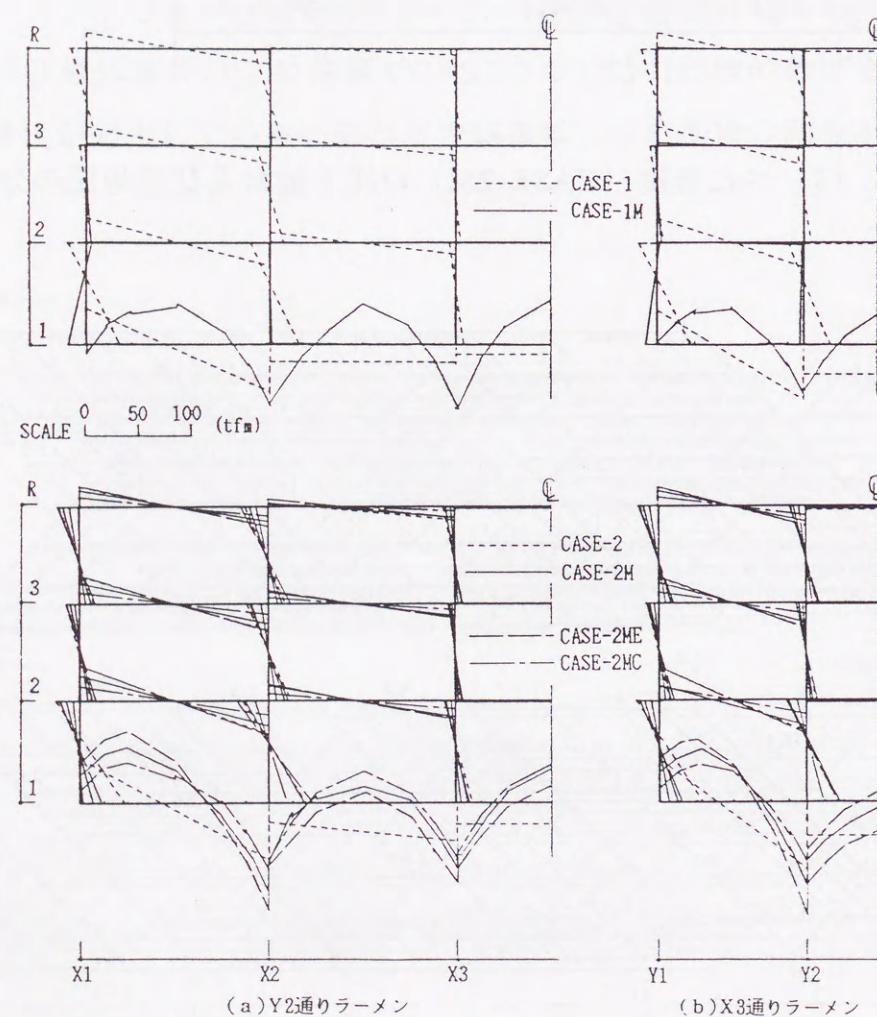 R
℄
℄
3
CASE-1
CASE-1M
2
1
SCALE 0 50 100 (tfm)
R
℄
℄
CASE-2
CASE-2M
3
CASE-2ME
CASE-2MC
2
1
X1 X2 X3 Y1 Y2
(a)Y2通りラーメン (b)X3通りラーメン